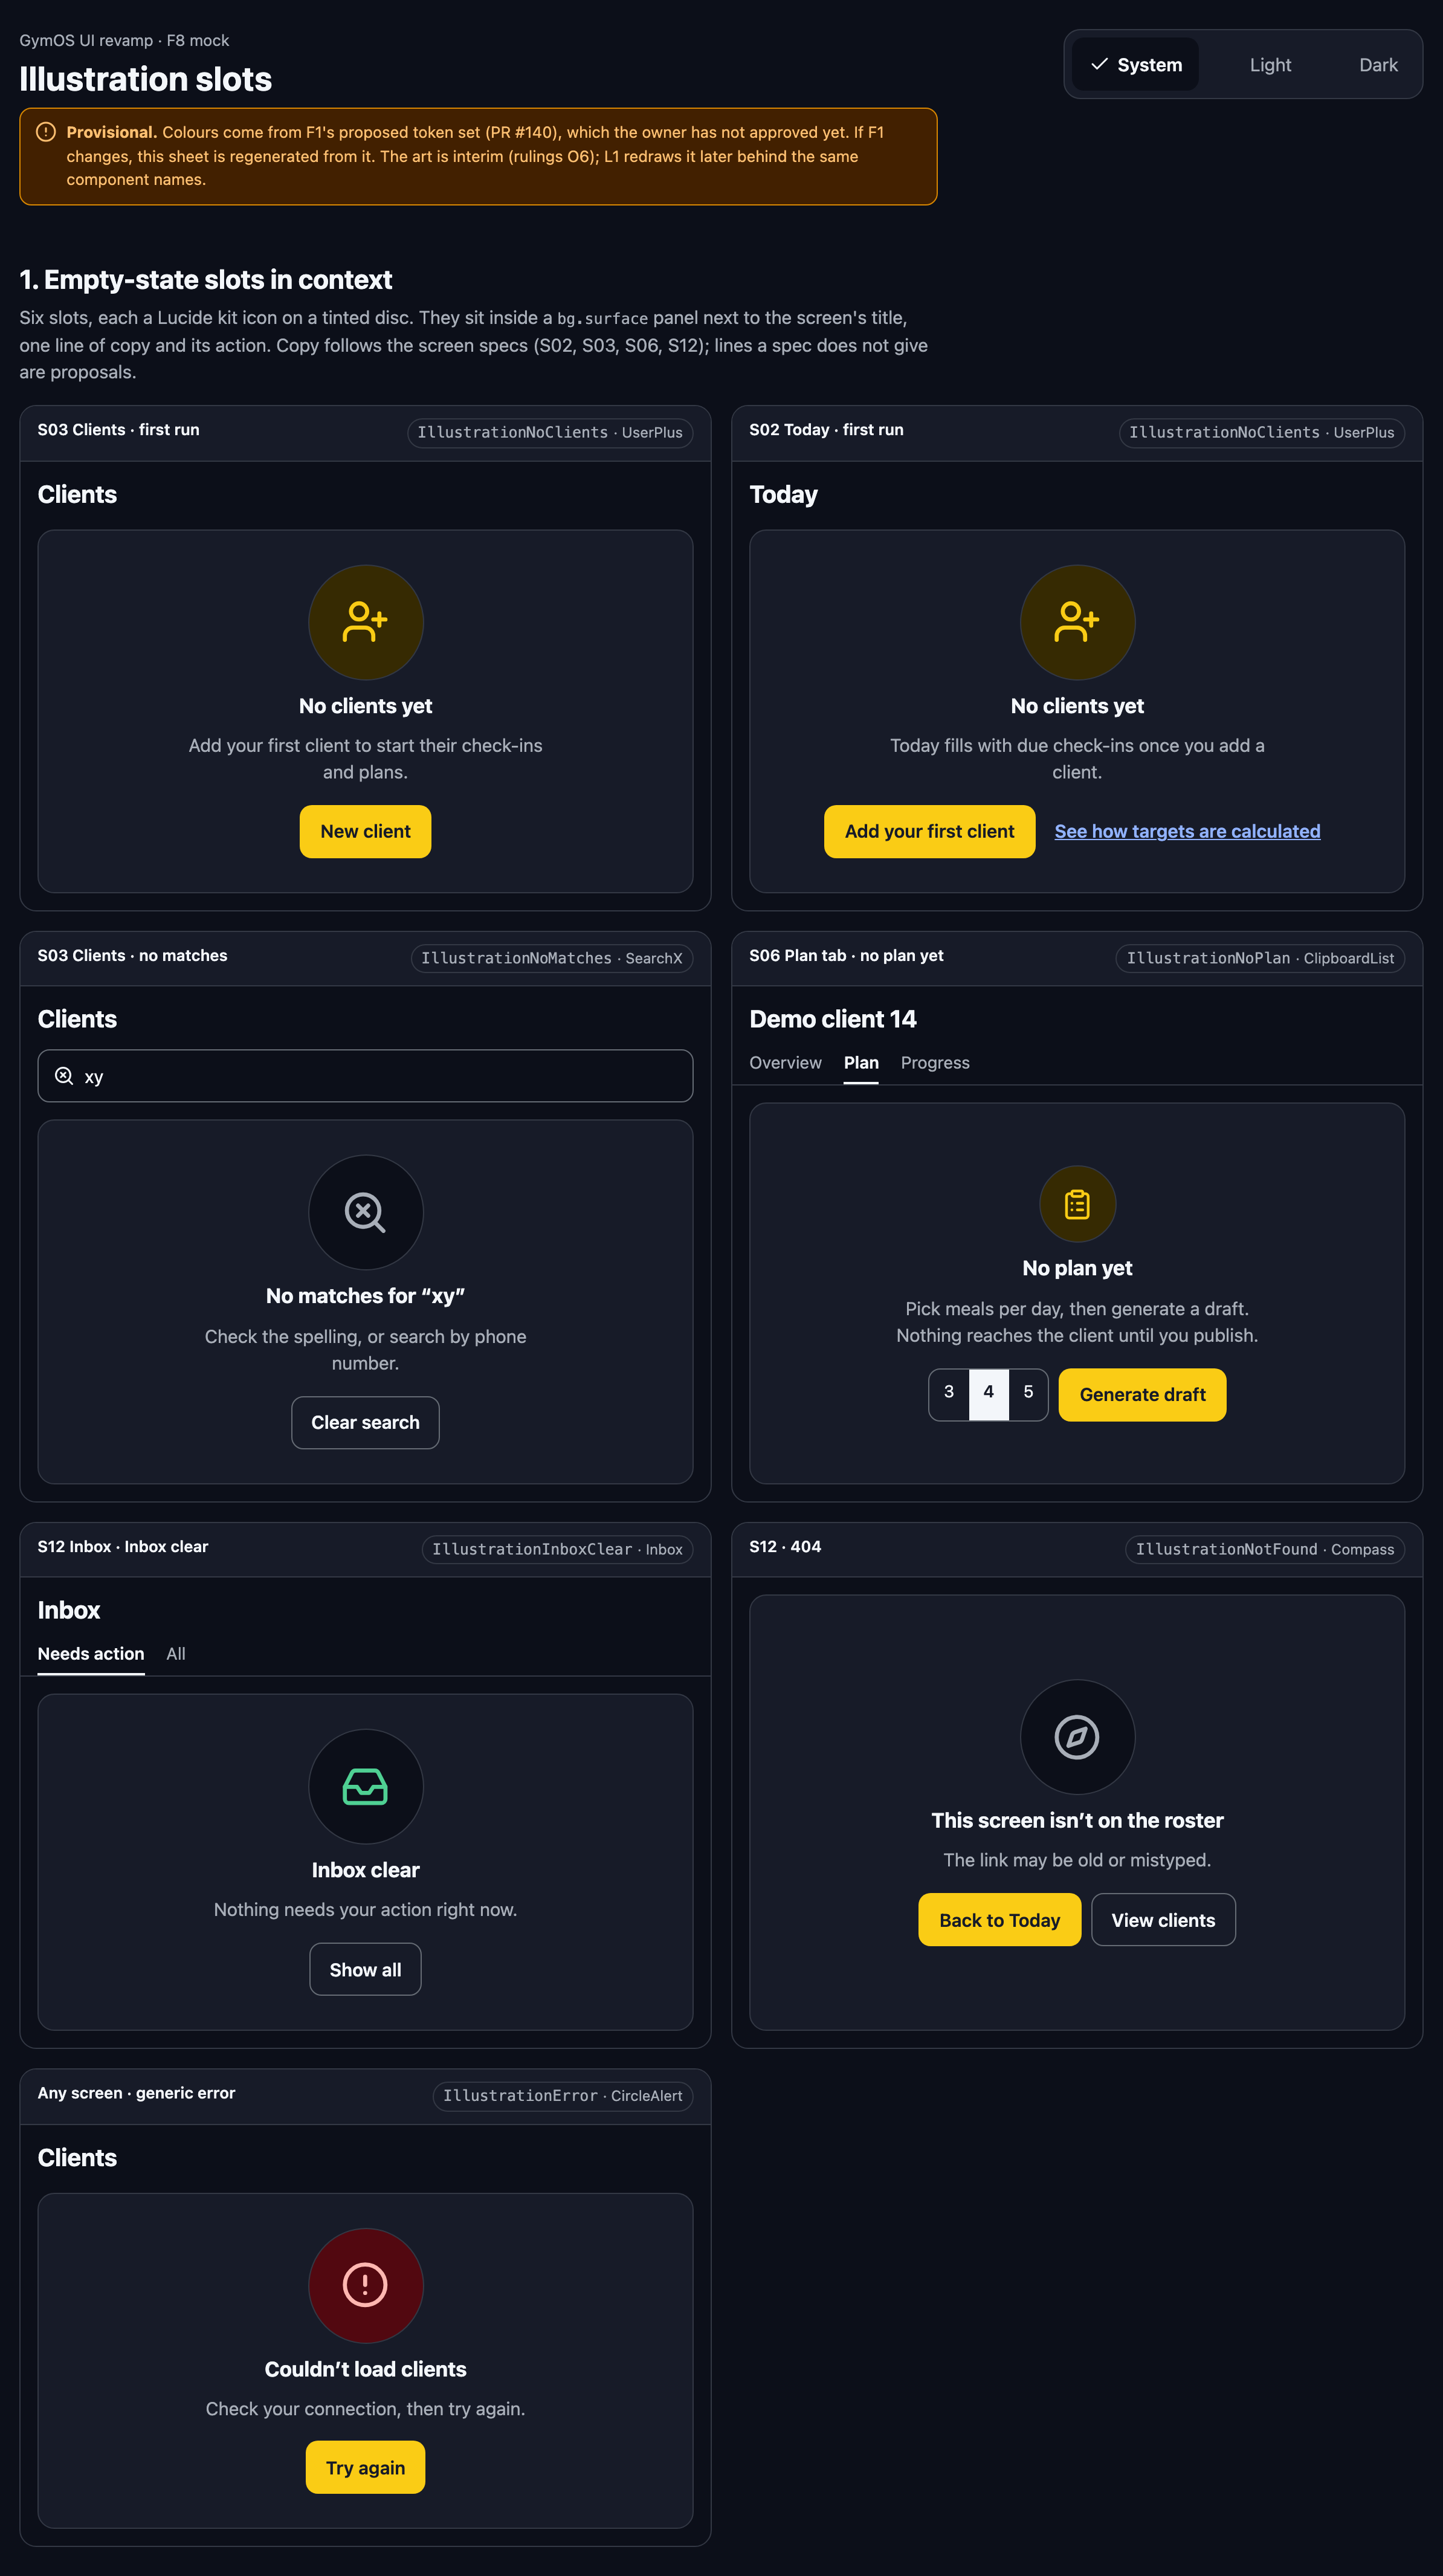 GymOS UI revamp · F8 mock
Illustration slots
System
Light
Dark
Provisional. Colours come from F1's proposed token set (PR #140), which the owner has not approved yet. If F1
changes, this sheet is regenerated from it. The art is interim (rulings O6); L1 redraws it later behind the same
component names.
1. Empty-state slots in context
Six slots, each a Lucide kit icon on a tinted disc. They sit inside a bg.surface panel next to the screen's title,
one line of copy and its action. Copy follows the screen specs (S02, S03, S06, S12); lines a spec does not give
are proposals.
S03 Clients · first run
IllustrationNoClients · UserPlus
Clients
No clients yet
Add your first client to start their check-ins
and plans.
New client
S02 Today · first run
IllustrationNoClients · UserPlus
Today
No clients yet
Today fills with due check-ins once you add a
client.
Add your first client
See how targets are calculated
S03 Clients · no matches
IllustrationNoMatches · SearchX
Clients
xy
No matches for “xy”
Check the spelling, or search by phone
number.
Clear search
S06 Plan tab · no plan yet
IllustrationNoPlan · ClipboardList
Demo client 14
Overview
Plan
Progress
No plan yet
Pick meals per day, then generate a draft.
Nothing reaches the client until you publish.
3
4
5
Generate draft
S12 Inbox · Inbox clear
IllustrationInboxClear · Inbox
Inbox
Needs action
All
Inbox clear
Nothing needs your action right now.
Show all
S12 · 404
IllustrationNotFound · Compass
This screen isn’t on the roster
The link may be old or mistyped.
Back to Today
View clients
Any screen · generic error
IllustrationError · CircleAlert
Clients
Couldn’t load clients
Check your connection, then try again.
Try again